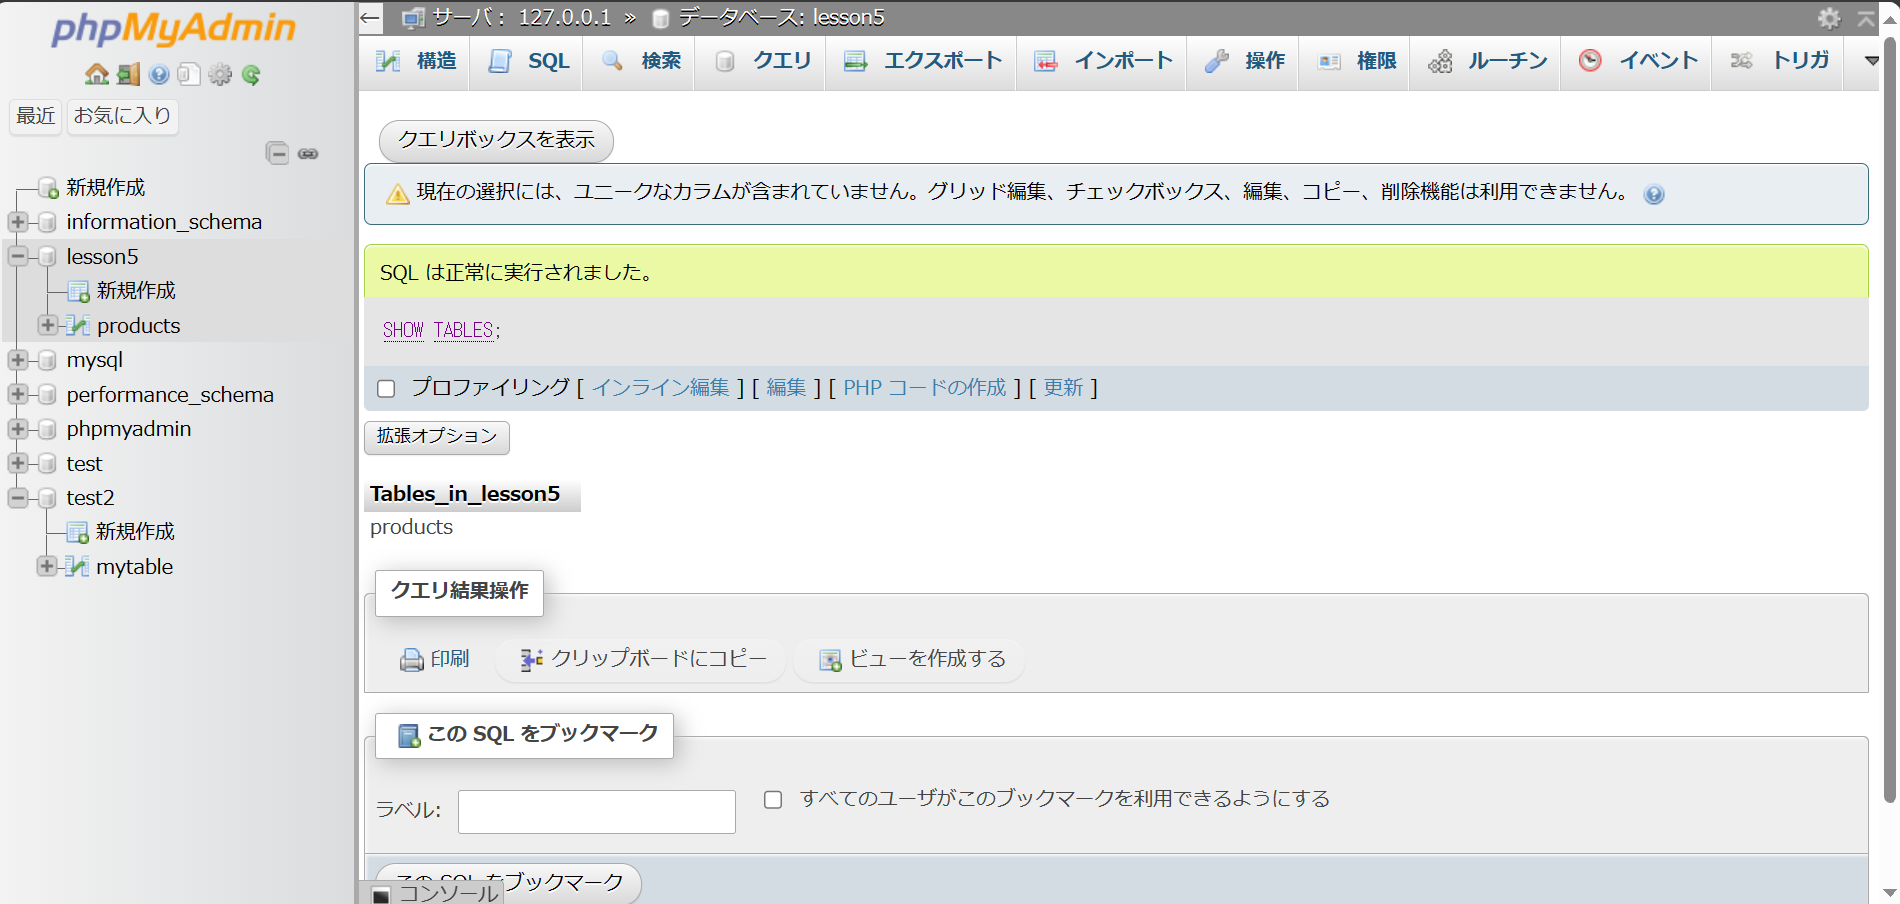 phpMyAdmin
最近 お気に入り
新規作成
information_schema
lesson5
新規作成
products
mysql
performance_schema
phpmyadmin
test
test2
新規作成
mytable
サーバ: 127.0.0.1 » データベース: lesson5
構造 SQL 検索 クエリ エクスポート インポート 操作 権限 ルーチン イベント トリガ
クエリボックスを表示
現在の選択には、ユニークなカラムが含まれていません。グリッド編集、チェックボックス、編集、コピー、削除機能は利用できません。
SQL は正常に実行されました。
SHOW TABLES;
プロファイリング [ インライン編集 ] [ 編集 ] [ PHP コードの作成 ] [ 更新 ]
拡張オプション
Tables_in_lesson5
products
クエリ結果操作
印刷 クリップボードにコピー ビューを作成する
この SQL をブックマーク
ラベル: すべてのユーザがこのブックマークを利用できるようにする
この SQL をブックマーク
コンソール